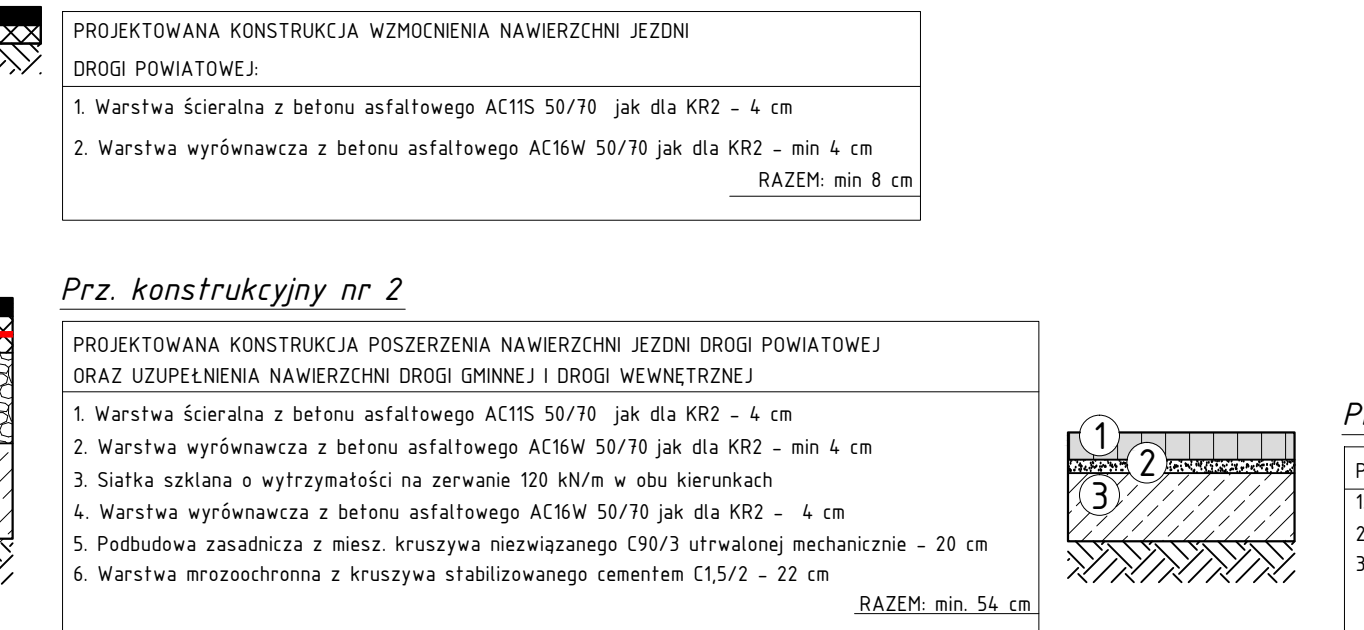 PROJEKTOWANA KONSTRUKCJA WZMOCNIENIA NAWIERZCHNI JEZDNI
DROGI POWIATOWEJ:
1. Warstwa ścieralna z betonu asfaltowego AC11S 50/70 jak dla KR2 – 4 cm
2. Warstwa wyrównawcza z betonu asfaltowego AC16W 50/70 jak dla KR2 – min 4 cm
RAZEM: min 8 cm
Prz. konstrukcyjny nr 2
PROJEKTOWANA KONSTRUKCJA POSZERZENIA NAWIERZCHNI JEZDNI DROGI POWIATOWEJ
ORAZ UZUPEŁNIENIA NAWIERZCHNI DROGI GMINNEJ I DROGI WEWNĘTRZNEJ
1. Warstwa ścieralna z betonu asfaltowego AC11S 50/70 jak dla KR2 – 4 cm
2. Warstwa wyrównawcza z betonu asfaltowego AC16W 50/70 jak dla KR2 – min 4 cm
3. Siatka szklana o wytrzymałości na zerwanie 120 kN/m w obu kierunkach
4. Warstwa wyrównawcza z betonu asfaltowego AC16W 50/70 jak dla KR2 – 4 cm
5. Podbudowa zasadnicza z miesz. kruszywa niezwiązanego C90/3 utrwalonej mechanicznie – 20 cm
6. Warstwa mrozoochronna z kruszywa stabilizowanego cementem C1,5/2 – 22 cm
RAZEM: min. 54 cm
1
2
3
P
1
2
3